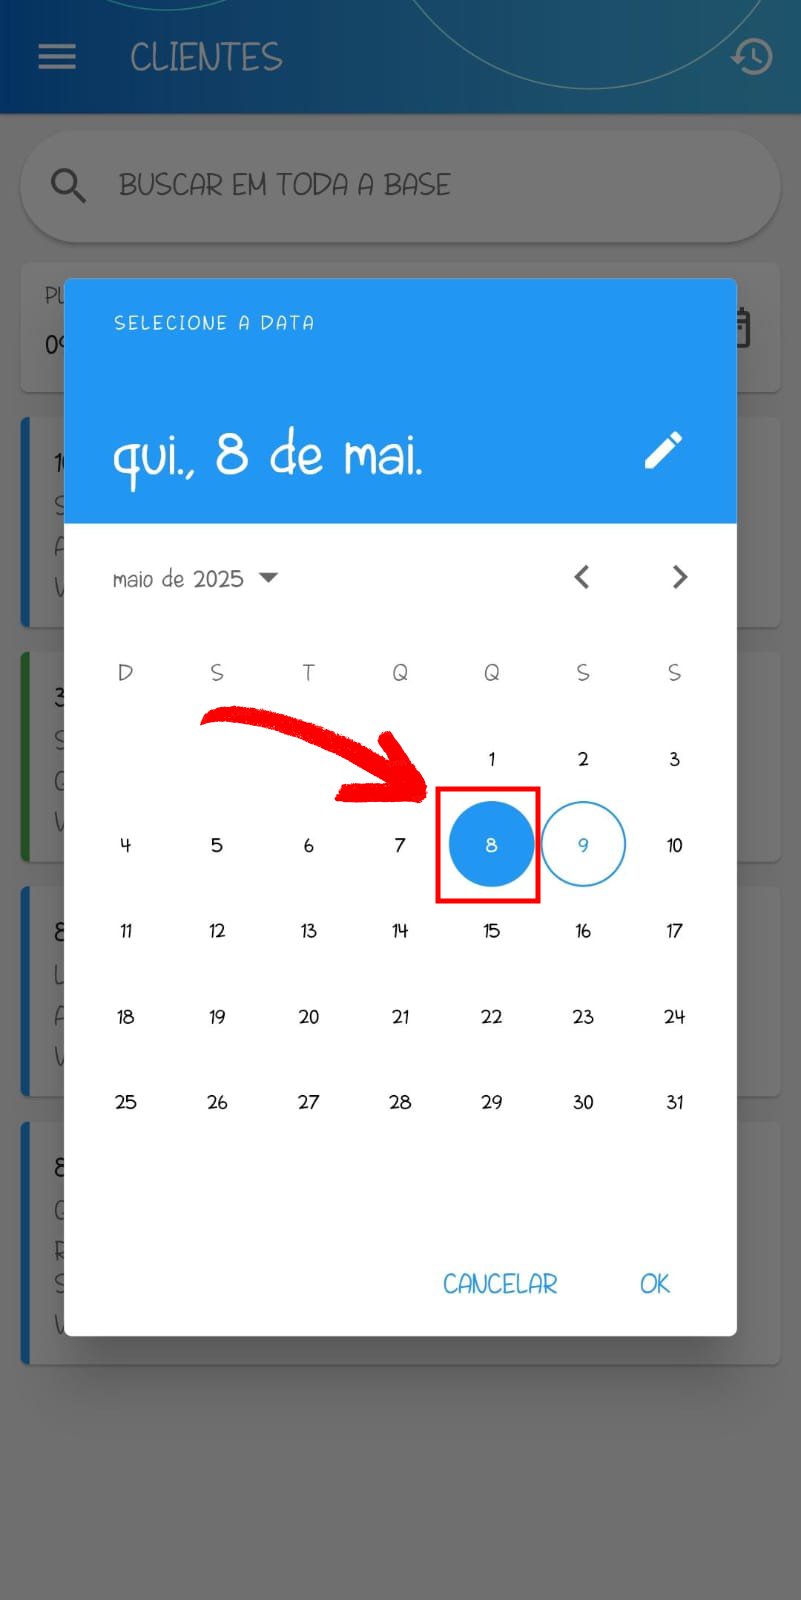 CLIENTES
BUSCAR EM TODA A BASE
SELECIONE A DATA
qui., 8 de mai.
maio de 2025
D S T Q Q S S
1 2 3
4 5 6 7 8 9 10
11 12 13 14 15 16 17
18 19 20 21 22 23 24
25 26 27 28 29 30 31
CANCELAR OK